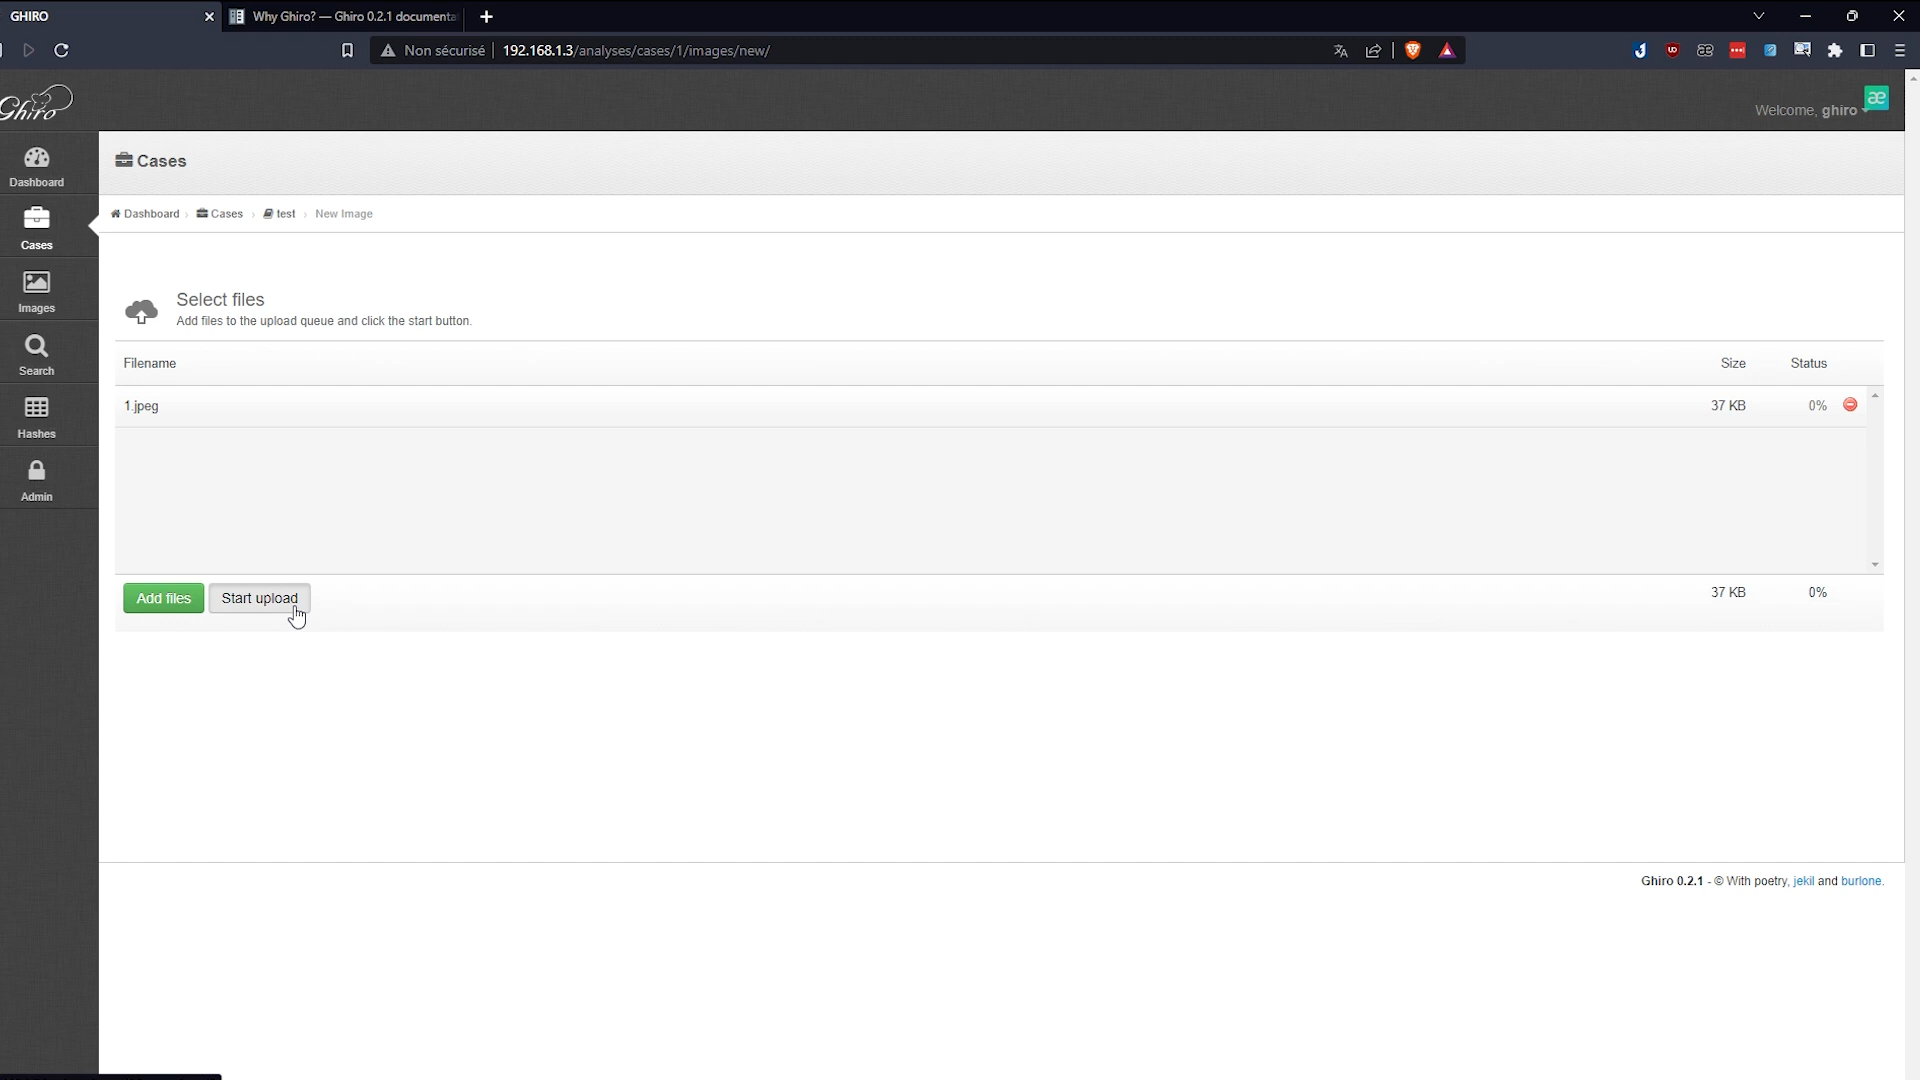 GHIRO
Why Ghiro? — Ghiro 0.2.1 documenta
Non sécurisé
192.168.1.3/analyses/cases/1/images/new/
Ghiro
Welcome, ghiro
æ
Dashboard
Cases
Images
Search
Hashes
Admin
Cases
Dashboard › Cases › test › New Image
Select files
Add files to the upload queue and click the start button.
Filename Size Status
1.jpeg 37 KB 0%
Add files Start upload 37 KB 0%
Ghiro 0.2.1 - © With poetry, jekil and burlone.